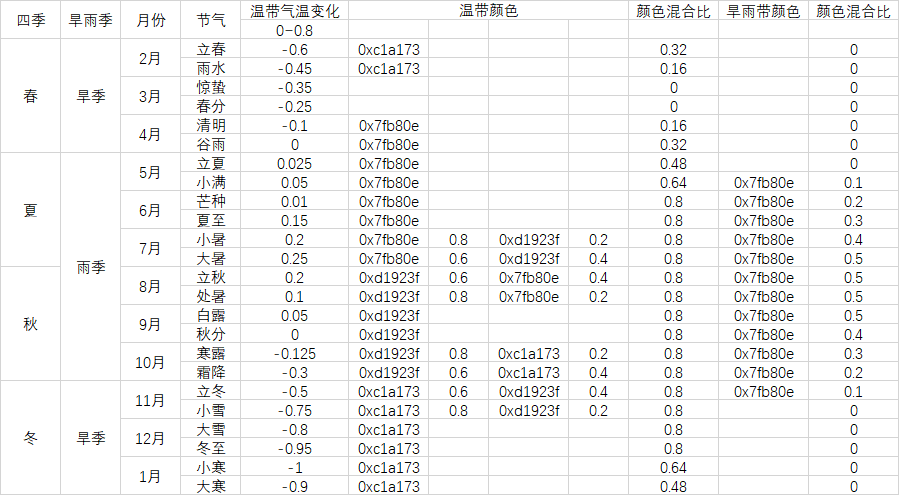 四季 旱雨季 月份 节气 温带气温变化 温带颜色 颜色混合比 旱雨带颜色 颜色混合比
0-0.8
春 旱季 2月 立春 -0.6 0xc1a173 0.32 0
雨水 -0.45 0xc1a173 0.16 0
3月 惊蛰 -0.35 0 0
春分 -0.25 0 0
4月 清明 -0.1 0x7fb80e 0.16 0
谷雨 0 0x7fb80e 0.32 0
夏 雨季 5月 立夏 0.025 0x7fb80e 0.48 0
小满 0.05 0x7fb80e 0.64 0x7fb80e 0.1
6月 芒种 0.01 0x7fb80e 0.8 0x7fb80e 0.2
夏至 0.15 0x7fb80e 0.8 0x7fb80e 0.3
7月 小暑 0.2 0x7fb80e 0.8 0xd1923f 0.2 0.8 0x7fb80e 0.4
大暑 0.25 0x7fb80e 0.6 0xd1923f 0.4 0.8 0x7fb80e 0.5
秋 8月 立秋 0.2 0xd1923f 0.6 0x7fb80e 0.4 0.8 0x7fb80e 0.5
处暑 0.1 0xd1923f 0.8 0x7fb80e 0.2 0.8 0x7fb80e 0.5
9月 白露 0.05 0xd1923f 0.8 0x7fb80e 0.5
秋分 0 0xd1923f 0.8 0x7fb80e 0.4
10月 寒露 -0.125 0xd1923f 0.8 0xc1a173 0.2 0.8 0x7fb80e 0.3
霜降 -0.3 0xd1923f 0.6 0xc1a173 0.4 0.8 0x7fb80e 0.2
冬 旱季 11月 立冬 -0.5 0xc1a173 0.6 0xd1923f 0.4 0.8 0x7fb80e 0.1
小雪 -0.75 0xc1a173 0.8 0xd1923f 0.2 0.8 0
12月 大雪 -0.8 0xc1a173 0.8 0
冬至 -0.95 0xc1a173 0.8 0
1月 小寒 -1 0xc1a173 0.64 0
大寒 -0.9 0xc1a173 0.48 0